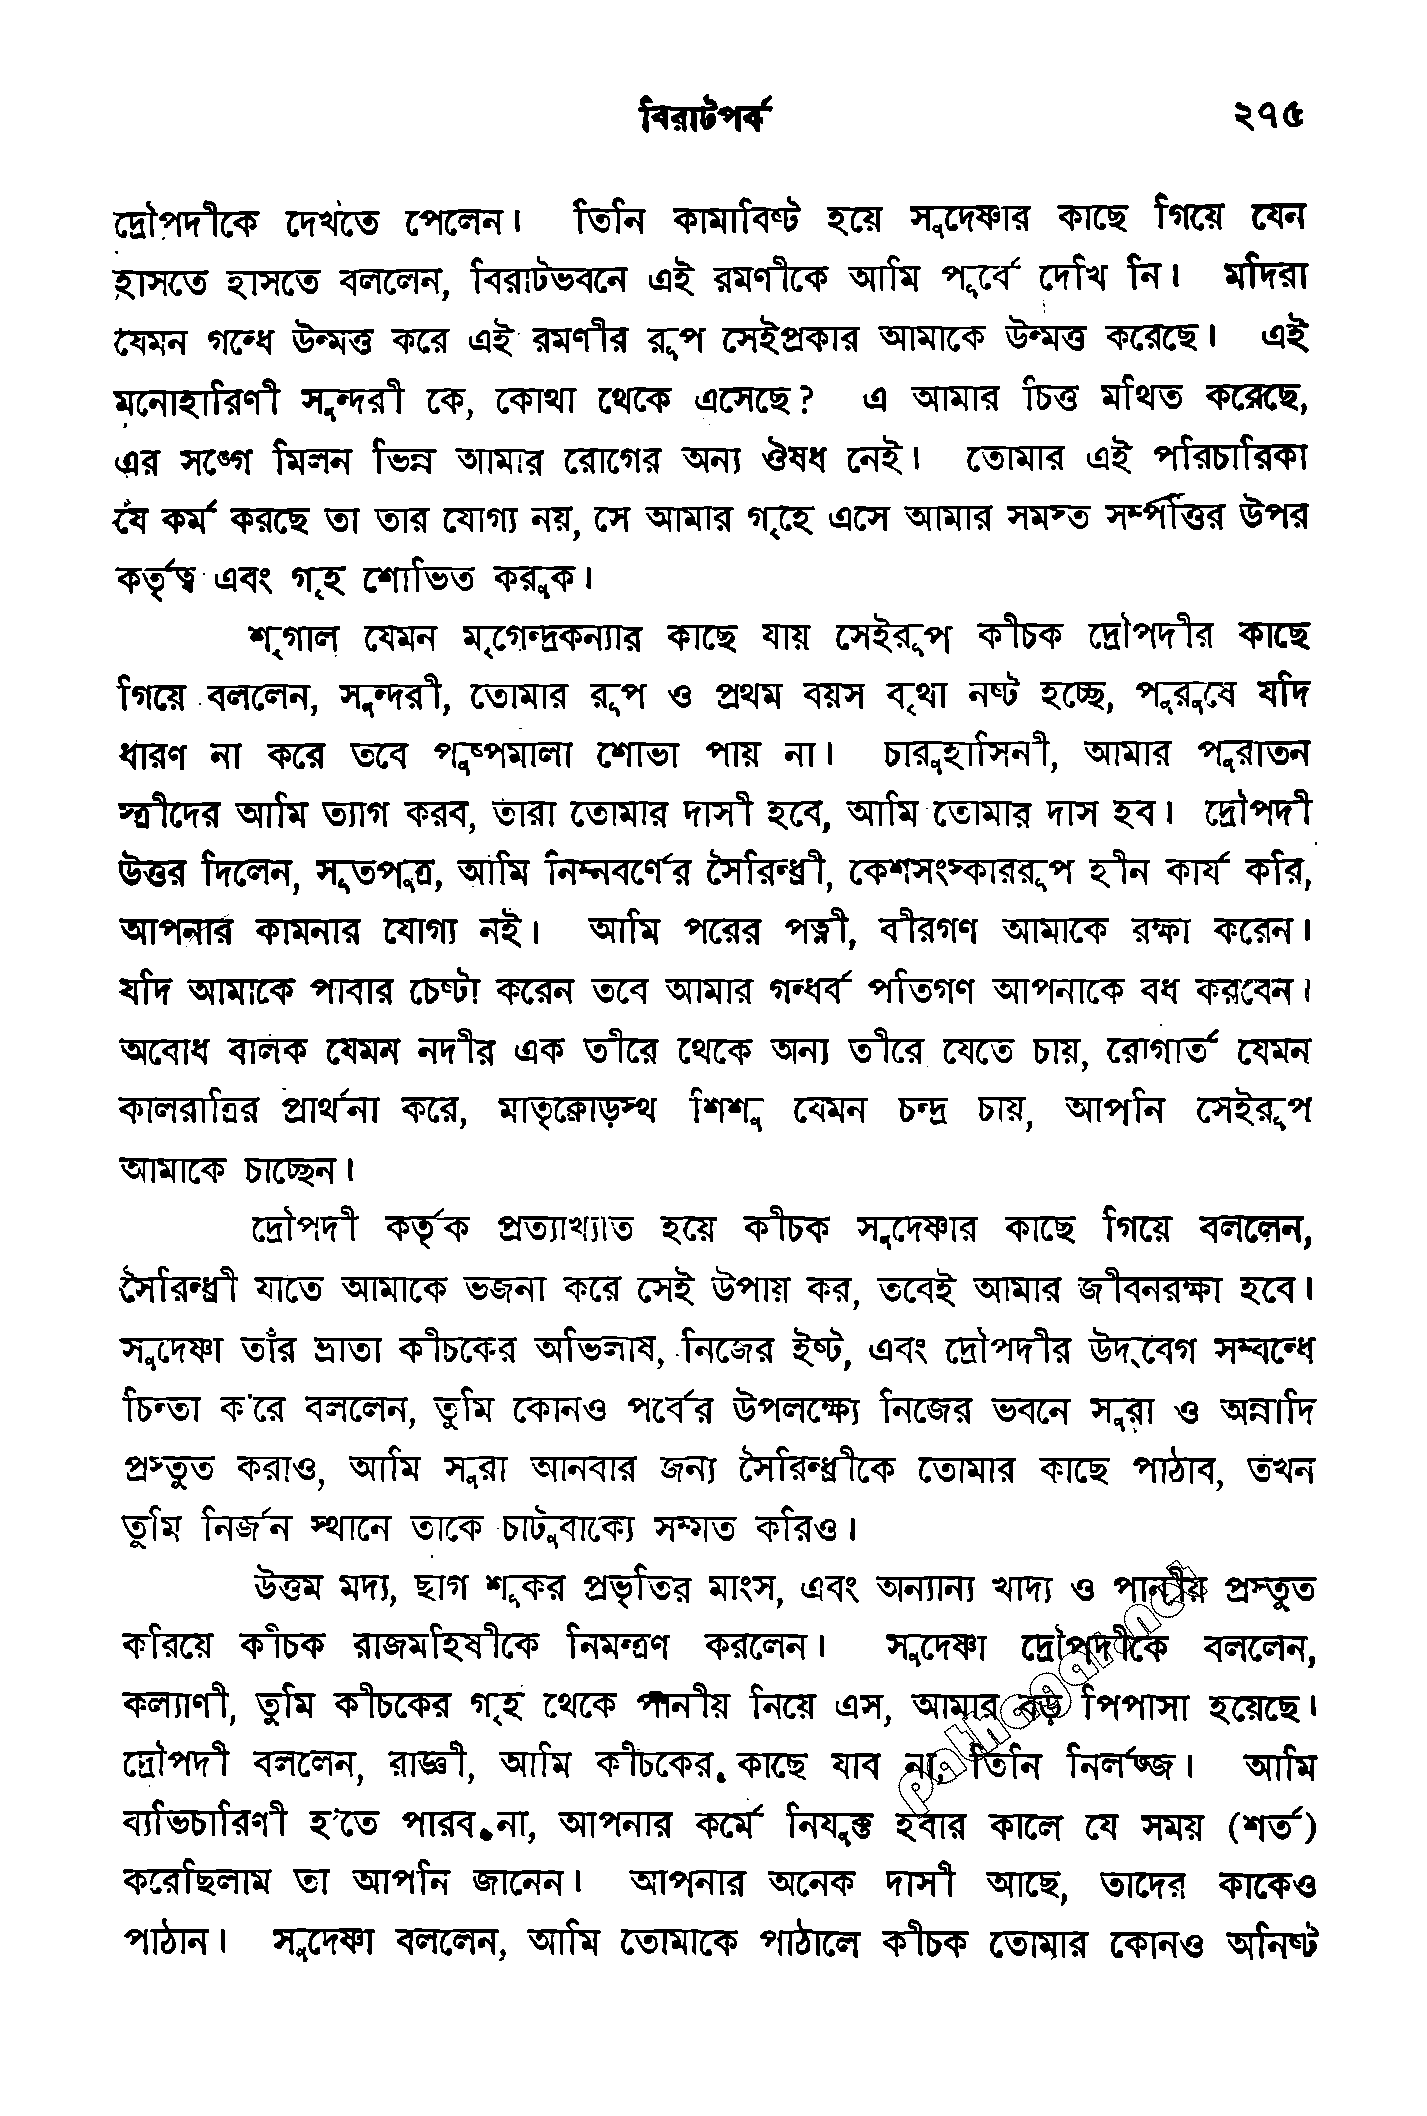 বিরাটপর্ব ২৭৫
দ্রৌপদীকে দেখতে পেলেন। তিনি কামাবিষ্ট হয়ে সুদেষ্ণার কাছে গিয়ে যেন
হাসতে হাসতে বললেন, বিরাটভবনে এই রমণীকে আমি পূর্বে দেখি নি। মদিরা
যেমন গন্ধে উন্মত্ত করে এই রমণীর রূপ সেইপ্রকার আমাকে উন্মত্ত করেছে। এই
মনোহারিণী সুন্দরী কে, কোথা থেকে এসেছে? এ আমার চিত্ত মথিত করেছে,
এর সঙ্গে মিলন ভিন্ন আমার রোগের অন্য ঔষধ নেই। তোমার এই পরিচারিকা
যে কর্ম করছে তা তার যোগ্য নয়, সে আমার গৃহে এসে আমার সমস্ত সম্পত্তির উপর
কর্তৃত্ব এবং গৃহ শোভিত করুক।
শৃগাল যেমন মৃগেন্দ্রকন্যার কাছে যায় সেইরূপ কীচক দ্রৌপদীর কাছে
গিয়ে বললেন, সুন্দরী, তোমার রূপ ও প্রথম বয়স বৃথা নষ্ট হচ্ছে, পুরুষে যদি
ধারণ না করে তবে পুষ্পমালা শোভা পায় না। চারুহাসিনী, আমার পুরাতন
স্ত্রীদের আমি ত্যাগ করব, তারা তোমার দাসী হবে, আমি তোমার দাস হব। দ্রৌপদী
উত্তর দিলেন, সূতপুত্র, আমি নিম্নবর্ণের সৈরিন্ধ্রী, কেশসংস্কাররূপ হীন কার্য করি,
আপনার কামনার যোগ্য নই। আমি পরের পত্নী, বীরগণ আমাকে রক্ষা করেন।
যদি আমাকে পাবার চেষ্টা করেন তবে আমার গন্ধর্ব পতিগণ আপনাকে বধ করবেন।
অবোধ বালক যেমন নদীর এক তীরে থেকে অন্য তীরে যেতে চায়, রোগার্ত যেমন
কালরাত্রির প্রার্থনা করে, মাতৃক্রোড়স্থ শিশু যেমন চন্দ্র চায়, আপনি সেইরূপ
আমাকে চাচ্ছেন।
দ্রৌপদী কর্তৃক প্রত্যাখ্যাত হয়ে কীচক সুদেষ্ণার কাছে গিয়ে বললেন,
সৈরিন্ধ্রী যাতে আমাকে ভজনা করে সেই উপায় কর, তবেই আমার জীবনরক্ষা হবে।
সুদেষ্ণা তাঁর ভ্রাতা কীচকের অভিলাষ, নিজের ইষ্ট, এবং দ্রৌপদীর উদ্‌বেগ সম্বন্ধে
চিন্তা ক'রে বললেন, তুমি কোনও পর্বের উপলক্ষ্যে নিজের ভবনে সুরা ও অন্নাদি
প্রস্তুত করাও, আমি সুরা আনবার জন্য সৈরিন্ধ্রীকে তোমার কাছে পাঠাব, তখন
তুমি নির্জন স্থানে তাকে চাটুবাক্যে সম্মত করিও।
উত্তম মদ্য, ছাগ শূকর প্রভৃতির মাংস, এবং অন্যান্য খাদ্য ও পানীয় প্রস্তুত
করিয়ে কীচক রাজমহিষীকে নিমন্ত্রণ করলেন। সুদেষ্ণা দ্রৌপদীকে বললেন,
কল্যাণী, তুমি কীচকের গৃহ থেকে পানীয় নিয়ে এস, আমার বড় পিপাসা হয়েছে।
দ্রৌপদী বললেন, রাজ্ঞী, আমি কীচকের কাছে যাব না, তিনি নির্লজ্জ। আমি
ব্যভিচারিণী হ'তে পারব না, আপনার কর্মে নিযুক্ত হবার কালে যে সময় (শর্ত)
করেছিলাম তা আপনি জানেন। আপনার অনেক দাসী আছে, তাদের কাকেও
পাঠান। সুদেষ্ণা বললেন, আমি তোমাকে পাঠালে কীচক তোমার কোনও অনিষ্ট
pathagar.net